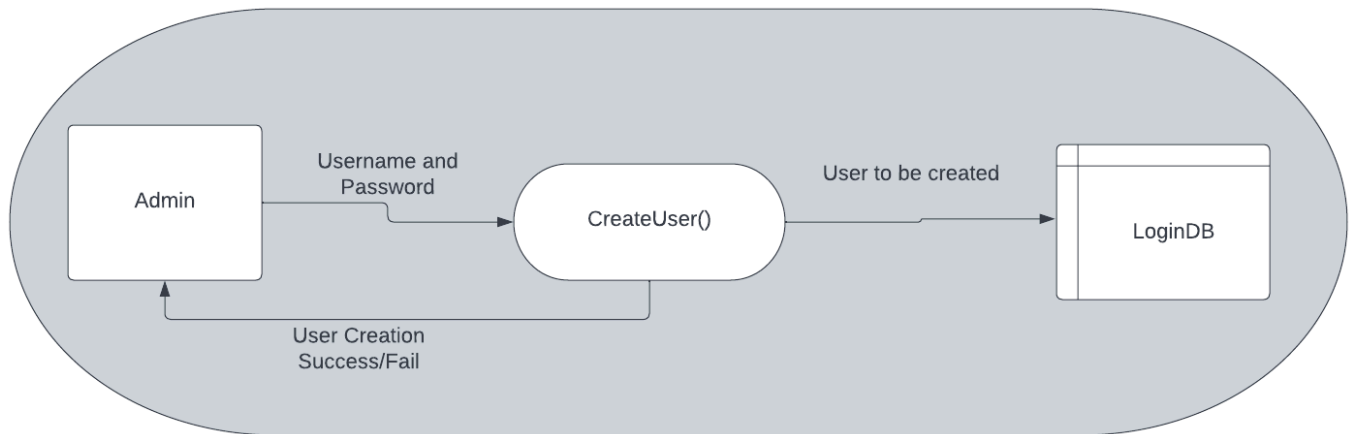 Admin
Username and
Password
CreateUser()
User to be created
LoginDB
User Creation
Success/Fail